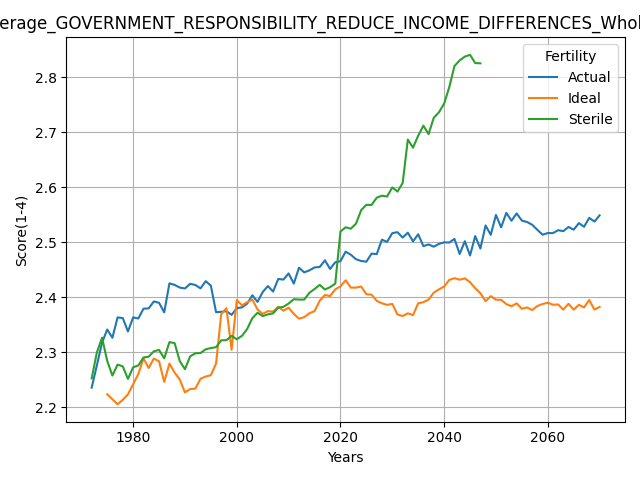 erage_GOVERNMENT_RESPONSIBILITY_REDUCE_INCOME_DIFFERENCES_Whol
Fertility
Actual
Ideal
Sterile
Score(1-4)
2.8
2.7
2.6
2.5
2.4
2.3
2.2
1980 2000 2020 2040 2060
Years